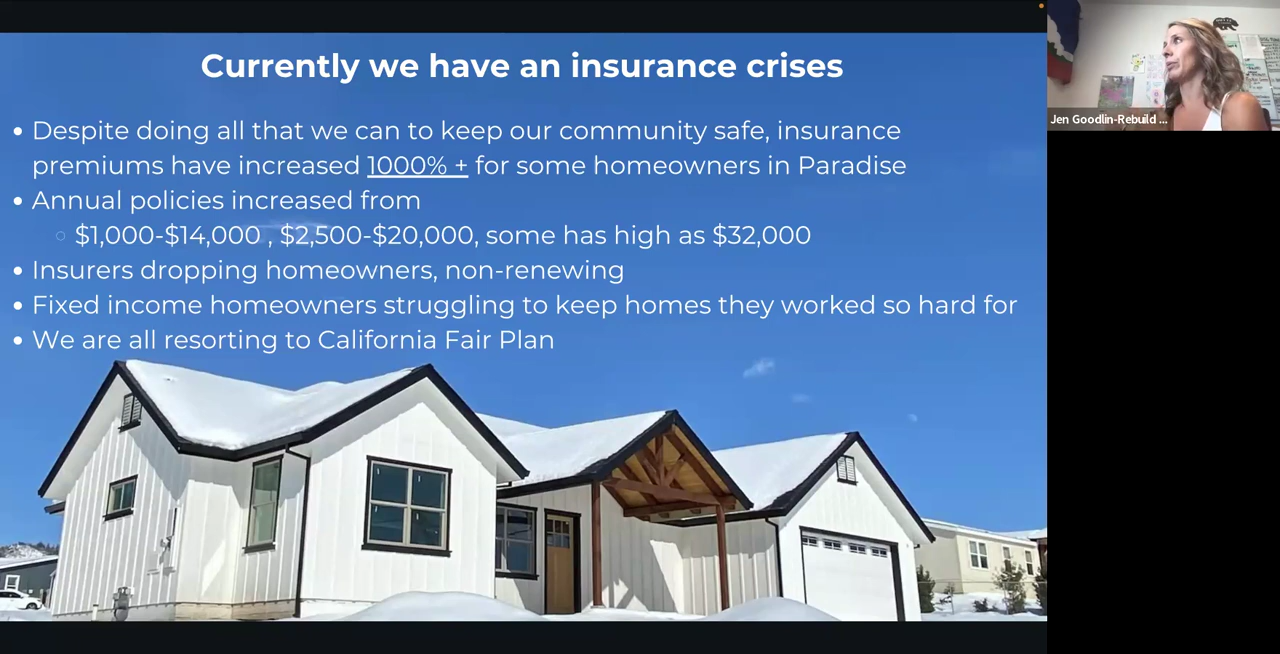 Currently we have an insurance crises
• Despite doing all that we can to keep our community safe, insurance
premiums have increased 1000% + for some homeowners in Paradise
• Annual policies increased from
○ $1,000-$14,000 , $2,500-$20,000, some has high as $32,000
• Insurers dropping homeowners, non-renewing
• Fixed income homeowners struggling to keep homes they worked so hard for
• We are all resorting to California Fair Plan
Jen Goodlin-Rebuild ...